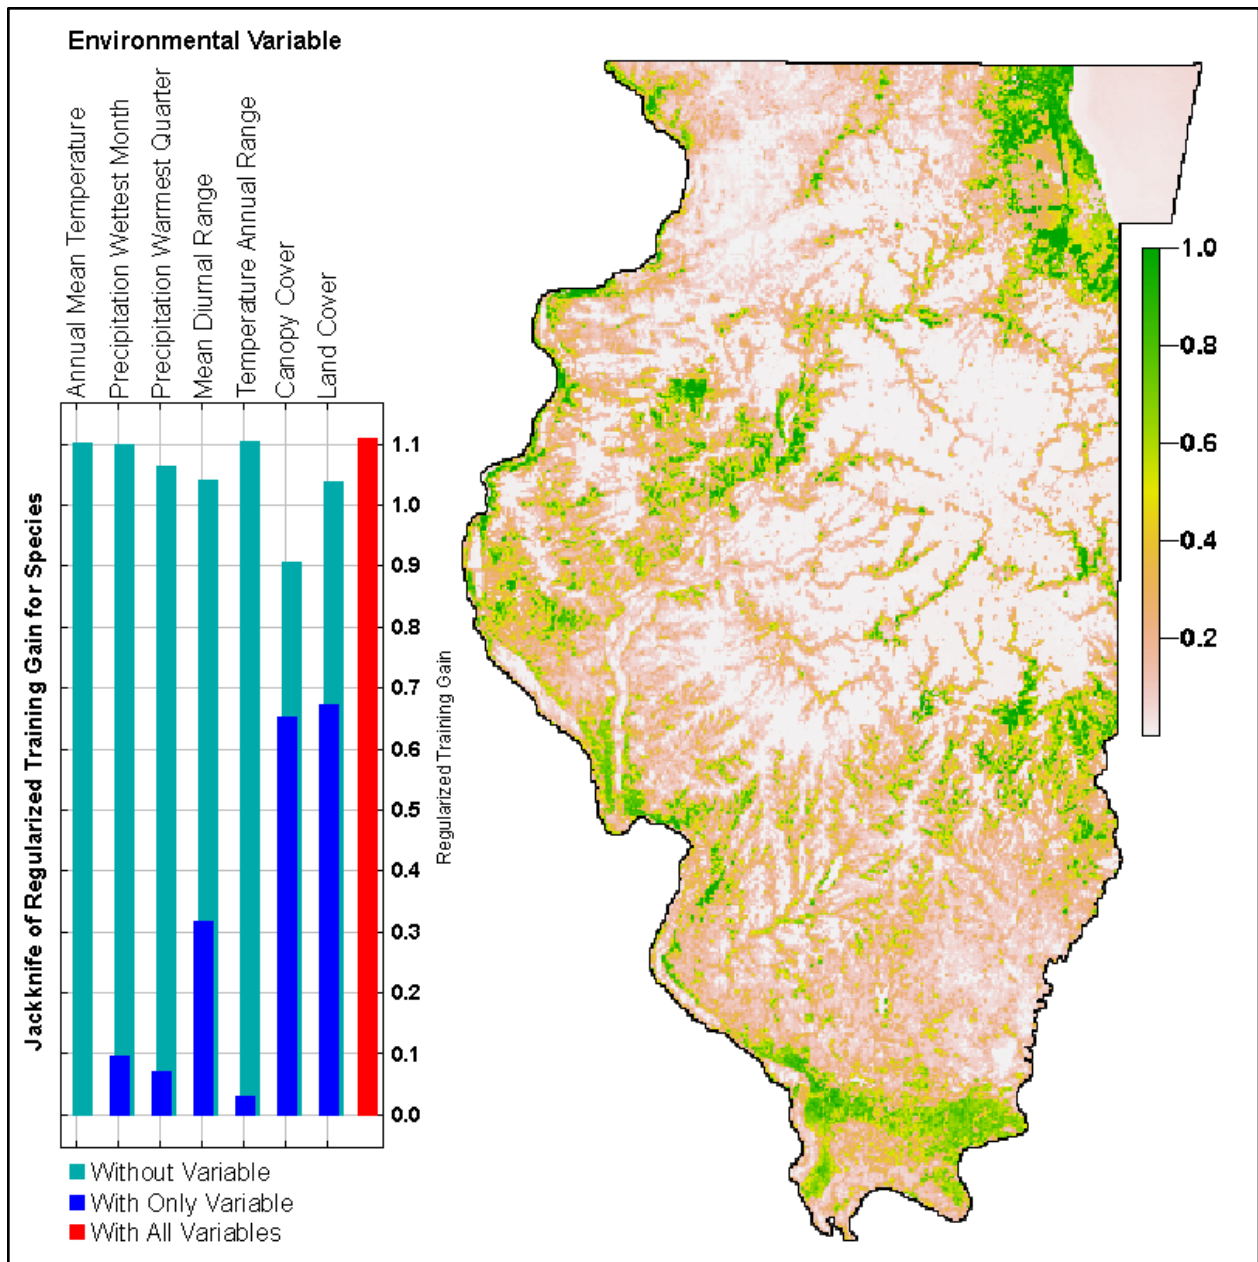 Environmental Variable
Annual Mean Temperature
Precipitation Wettest Month
Precipitation Warmest Quarter
Mean Diurnal Range
Temperature Annual Range
Canopy Cover
Land Cover
Jackknife of Regularized Training Gain for Species
1.1
1.0
0.9
0.8
0.7
0.6
0.5
0.4
0.3
0.2
0.1
0.0
Regularized Training Gain
Without Variable
With Only Variable
With All Variables
1.0
0.8
0.6
0.4
0.2